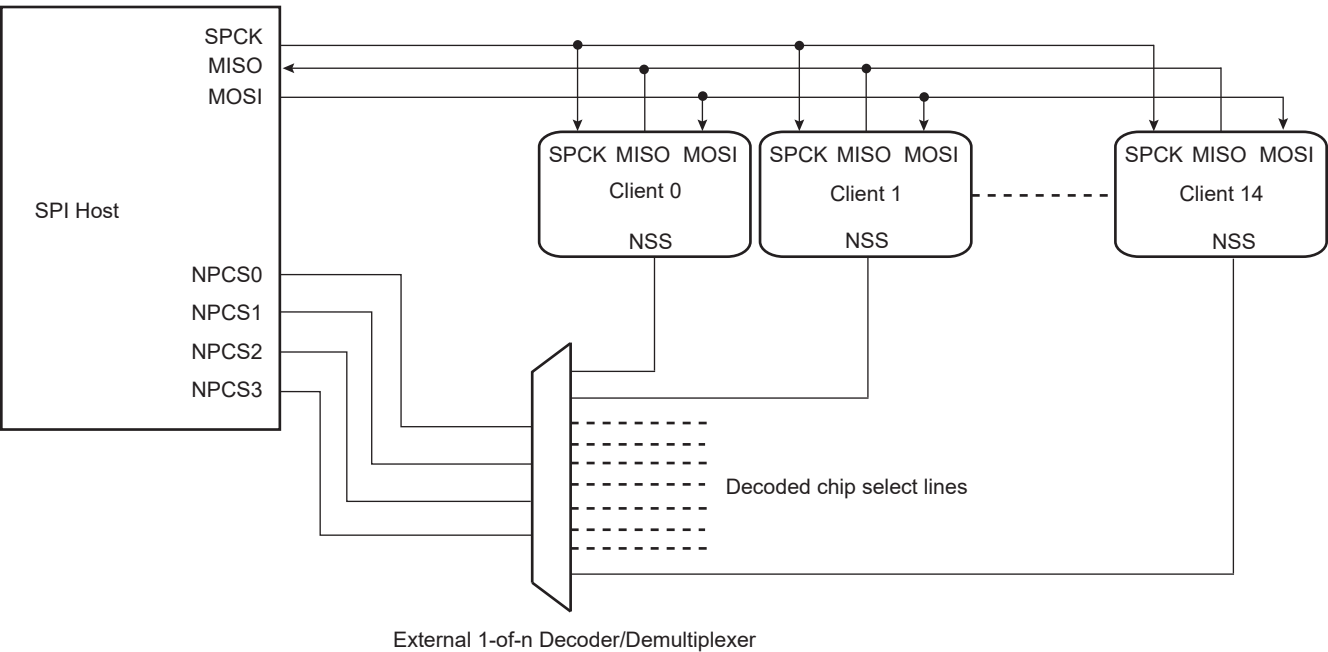 SPCK
MISO
MOSI
SPI Host
NPCS0
NPCS1
NPCS2
NPCS3
SPCK MISO MOSI
Client 0
NSS
SPCK MISO MOSI
Client 1
NSS
SPCK MISO MOSI
Client 14
NSS
Decoded chip select lines
External 1-of-n Decoder/Demultiplexer